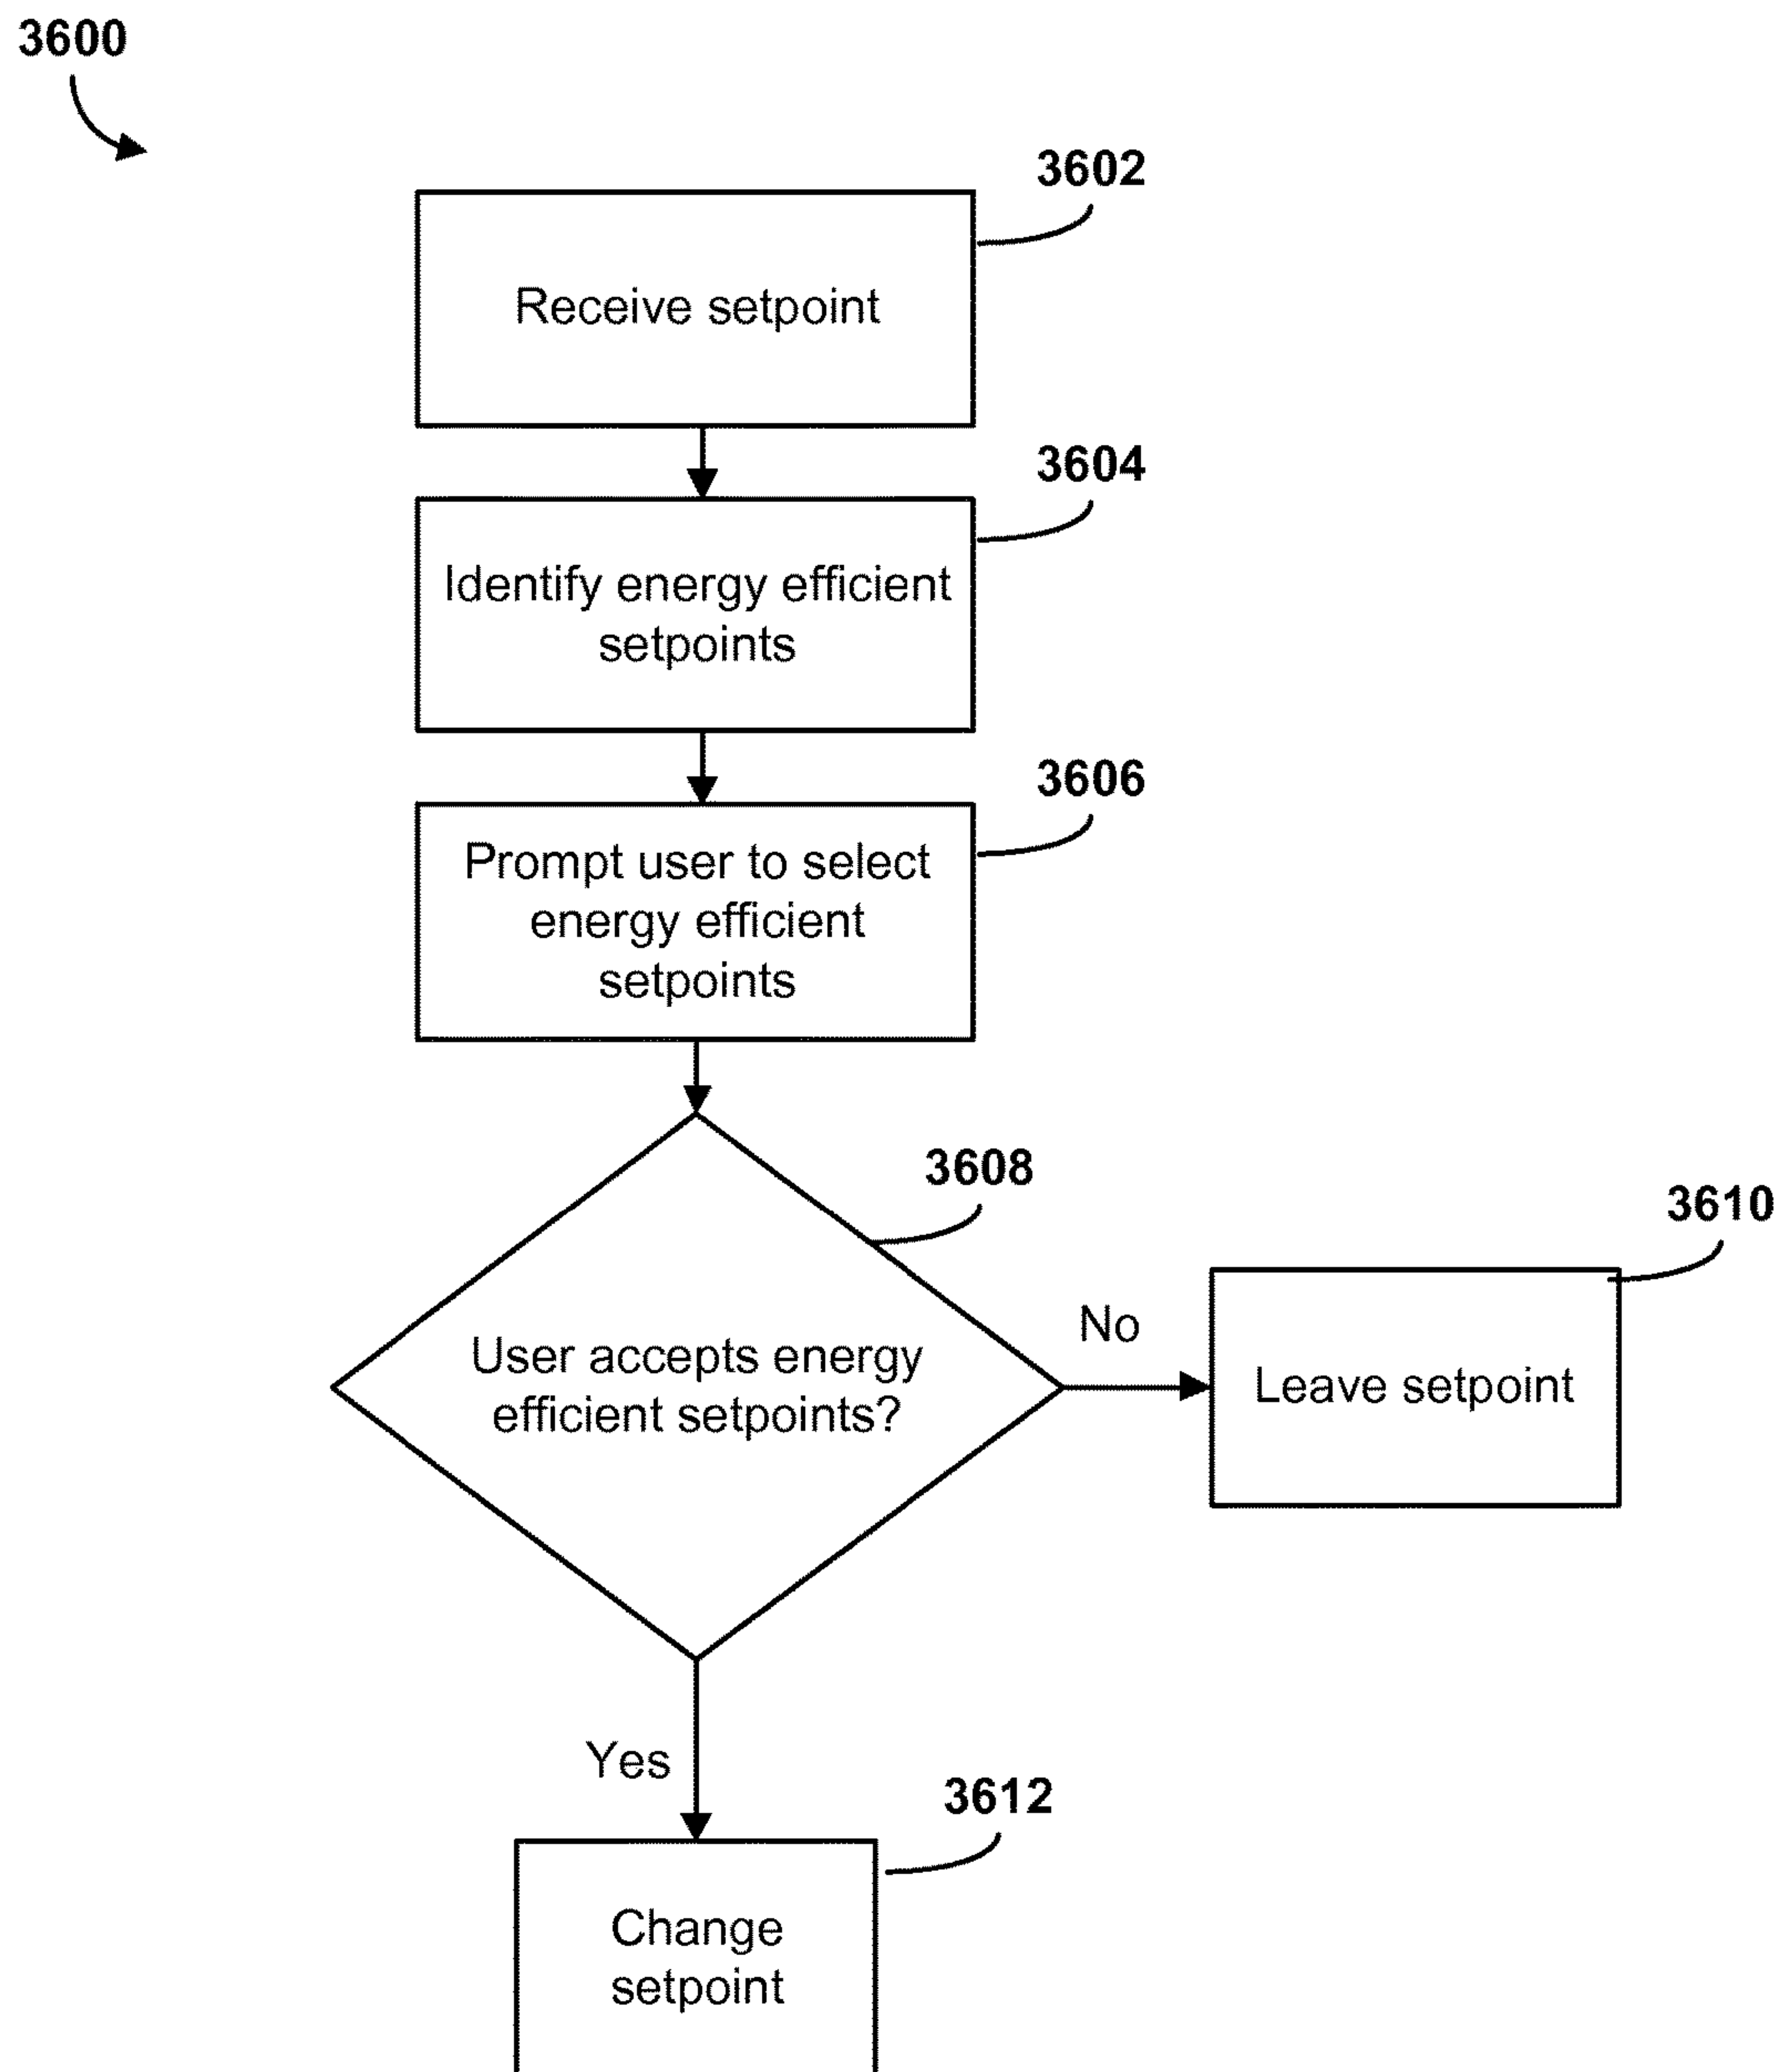 3600
3602
Receive setpoint
3604
Identify energy efficient
setpoints
3606
Prompt user to select
energy efficient
setpoints
3608
3610
User accepts energy
efficient setpoints?
No
Leave setpoint
Yes
3612
Change
setpoint